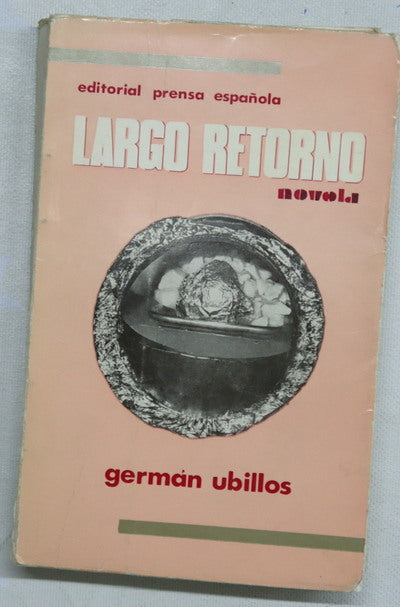 editorial prensa española
LARGO RETORNO
novela
germán ubillos